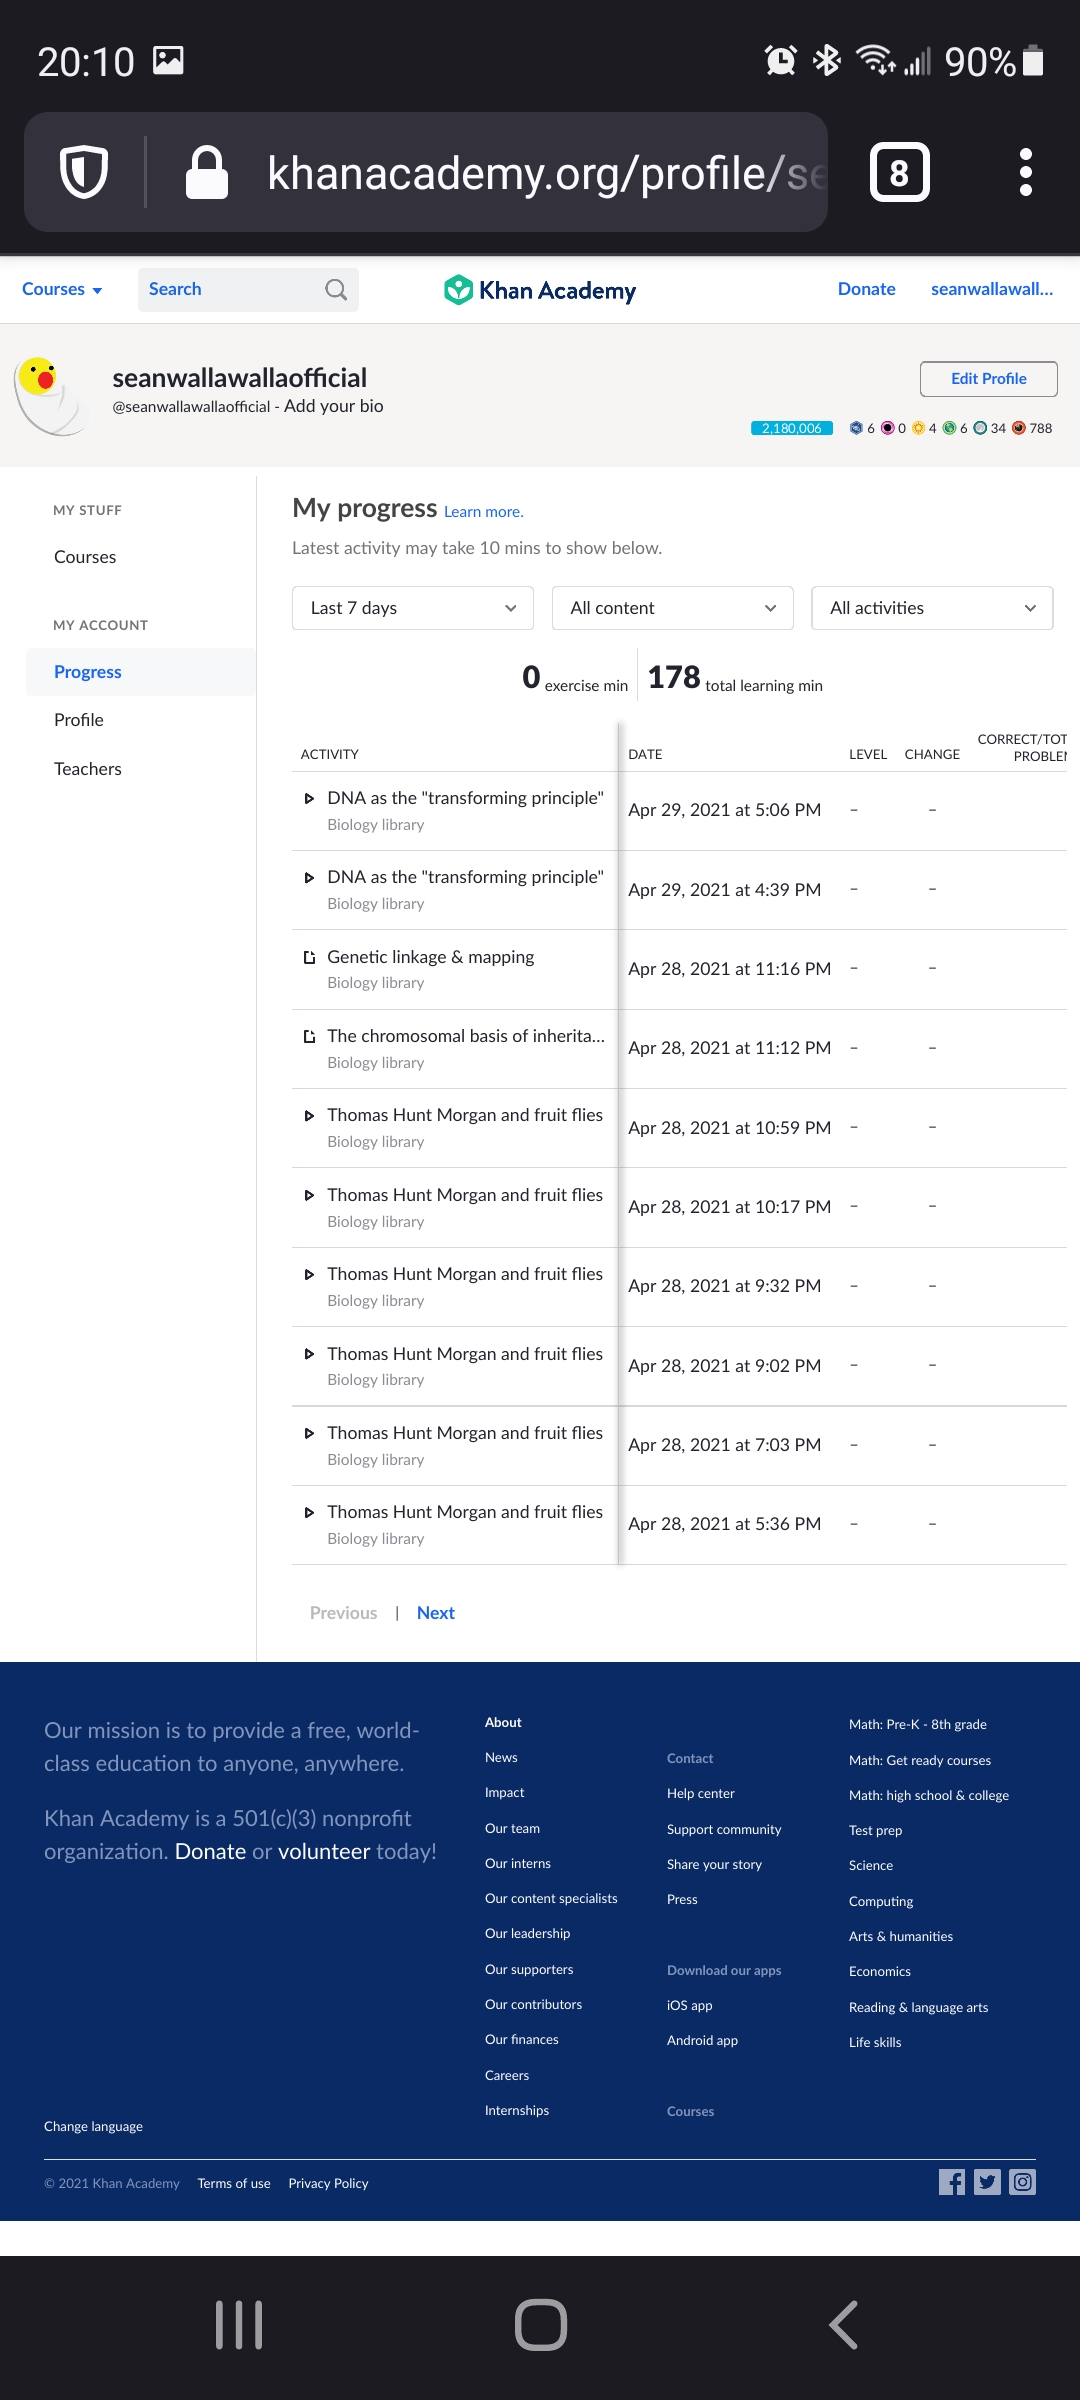 20:10
90%
khanacademy.org/profile/se
8
Courses
Search
Khan Academy
Donate
seanwallawall...
seanwallawallaofficial
@seanwallawallaofficial - Add your bio
Edit Profile
2,180,006 6 0 4 6 34 788
MY STUFF
Courses
MY ACCOUNT
Progress
Profile
Teachers
My progress Learn more.
Latest activity may take 10 mins to show below.
Last 7 days
All content
All activities
0 exercise min
178 total learning min
ACTIVITY DATE LEVEL CHANGE CORRECT/TOT
PROBLEM
DNA as the "transforming principle"
Biology library
Apr 29, 2021 at 5:06 PM – –
DNA as the "transforming principle"
Biology library
Apr 29, 2021 at 4:39 PM – –
Genetic linkage & mapping
Biology library
Apr 28, 2021 at 11:16 PM – –
The chromosomal basis of inherita...
Biology library
Apr 28, 2021 at 11:12 PM – –
Thomas Hunt Morgan and fruit flies
Biology library
Apr 28, 2021 at 10:59 PM – –
Thomas Hunt Morgan and fruit flies
Biology library
Apr 28, 2021 at 10:17 PM – –
Thomas Hunt Morgan and fruit flies
Biology library
Apr 28, 2021 at 9:32 PM – –
Thomas Hunt Morgan and fruit flies
Biology library
Apr 28, 2021 at 9:02 PM – –
Thomas Hunt Morgan and fruit flies
Biology library
Apr 28, 2021 at 7:03 PM – –
Thomas Hunt Morgan and fruit flies
Biology library
Apr 28, 2021 at 5:36 PM – –
Previous | Next
Our mission is to provide a free, world-
class education to anyone, anywhere.
Khan Academy is a 501(c)(3) nonprofit
organization. Donate or volunteer today!
About
News
Impact
Our team
Our interns
Our content specialists
Our leadership
Our supporters
Our contributors
Our finances
Careers
Internships
Contact
Help center
Support community
Share your story
Press
Download our apps
iOS app
Android app
Courses
Math: Pre-K - 8th grade
Math: Get ready courses
Math: high school & college
Test prep
Science
Computing
Arts & humanities
Economics
Reading & language arts
Life skills
Change language
© 2021 Khan Academy Terms of use Privacy Policy